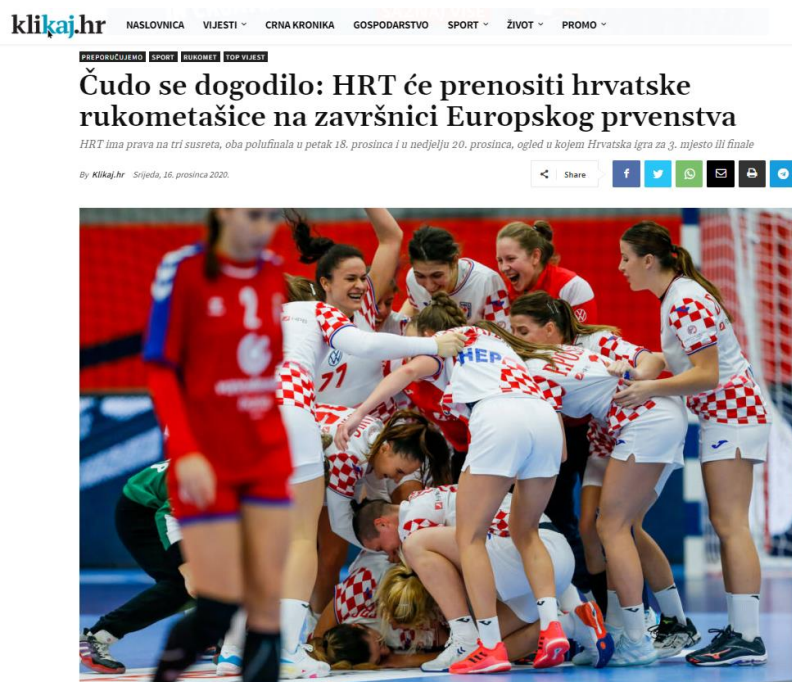 klikaj.hr
NASLOVNICA VIJESTI CRNA KRONIKA GOSPODARSTVO SPORT ŽIVOT PROMO
PREPORUČUJEMO SPORT RUKOMET TOP VIJEST
Čudo se dogodilo: HRT će prenositi hrvatske
rukometašice na završnici Europskog prvenstva
HRT ima prava na tri susreta, oba polufinala u petak 18. prosinca i u nedjelju 20. prosinca, ogled u kojem Hrvatska igra za 3. mjesto ili finale
By Klikaj.hr Srijeda, 16. prosinca 2020.
Share
2
77
HEP